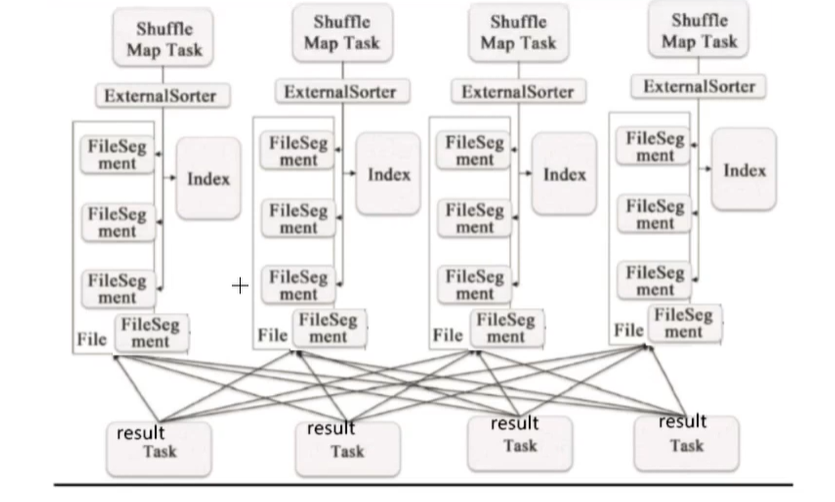 Shuffle
Map Task
Shuffle
Map Task
Shuffle
Map Task
Shuffle
Map Task
ExternalSorter
ExternalSorter
ExternalSorter
ExternalSorter
FileSeg
ment
FileSeg
ment
FileSeg
ment
FileSeg
ment
Index
Index
Index
Index
FileSeg
ment
FileSeg
ment
FileSeg
ment
FileSeg
ment
FileSeg
ment
FileSeg
ment
FileSeg
ment
FileSeg
ment
File
FileSeg
ment
File
FileSeg
ment
File
FileSeg
ment
File
FileSeg
ment
result
Task
result
Task
result
Task
result
Task